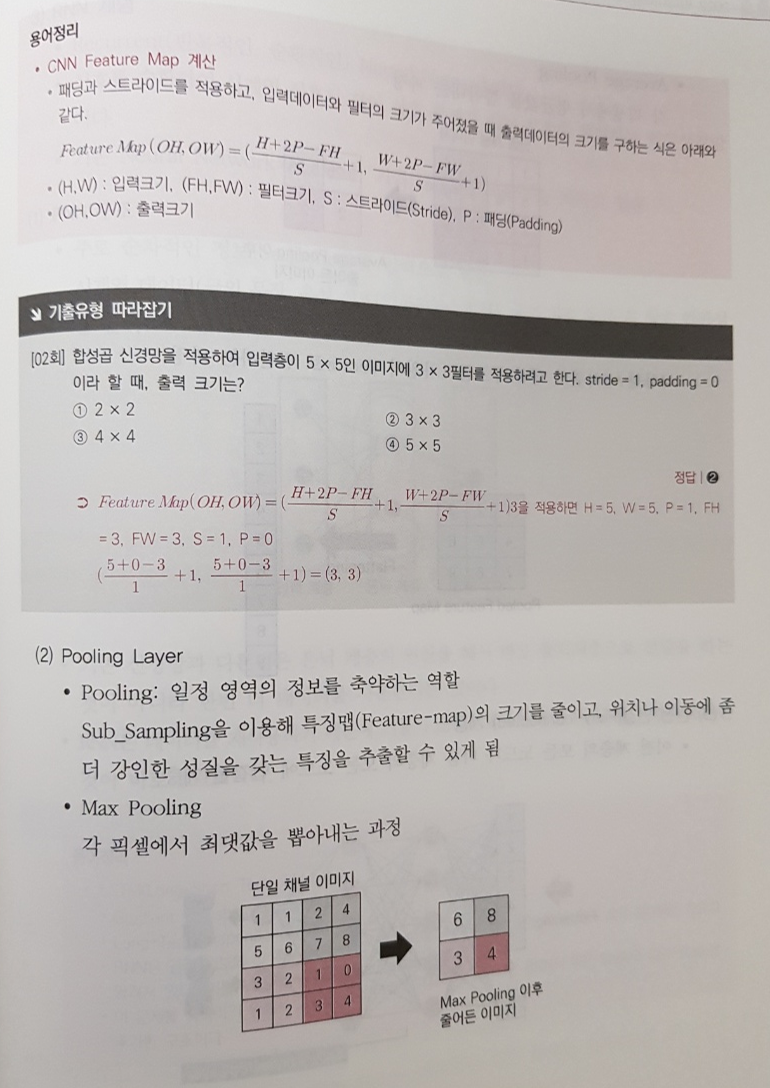 용어정리
• CNN Feature Map 계산
• 패딩과 스트라이드를 적용하고, 입력데이터와 필터의 크기가 주어졌을 때 출력데이터의 크기를 구하는 식은 아래와
같다.
Feature Map(OH, OW) = (\frac{H+2P-FH}{S}+1, \frac{W+2P-FW}{S}+1)
• (H,W) : 입력크기, (FH,FW) : 필터크기, S : 스트라이드(Stride), P : 패딩(Padding)
• (OH,OW) : 출력크기
기출유형 따라잡기
[02회] 합성곱 신경망을 적용하여 입력층이 5 × 5인 이미지에 3 × 3필터를 적용하려고 한다. stride = 1, padding = 0
이라 할 때, 출력 크기는?
① 2 × 2
② 3 × 3
③ 4 × 4
④ 5 × 5
정답 | ❷
➲ Feature Map(OH, OW) = (\frac{H+2P-FH}{S}+1, \frac{W+2P-FW}{S}+1)3을 적용하면 H = 5, W = 5, P = 1, FH
= 3, FW = 3, S = 1, P = 0
(\frac{5+0-3}{1}+1, \frac{5+0-3}{1}+1) = (3, 3)
(2) Pooling Layer
• Pooling: 일정 영역의 정보를 축약하는 역할
Sub_Sampling을 이용해 특징맵(Feature-map)의 크기를 줄이고, 위치나 이동에 좀
더 강인한 성질을 갖는 특징을 추출할 수 있게 됨
• Max Pooling
각 픽셀에서 최댓값을 뽑아내는 과정
단일 채널 이미지
1 1 2 4
5 6 7 8
3 2 1 0
1 2 3 4
6 8
3 4
Max Pooling 이후
줄어든 이미지